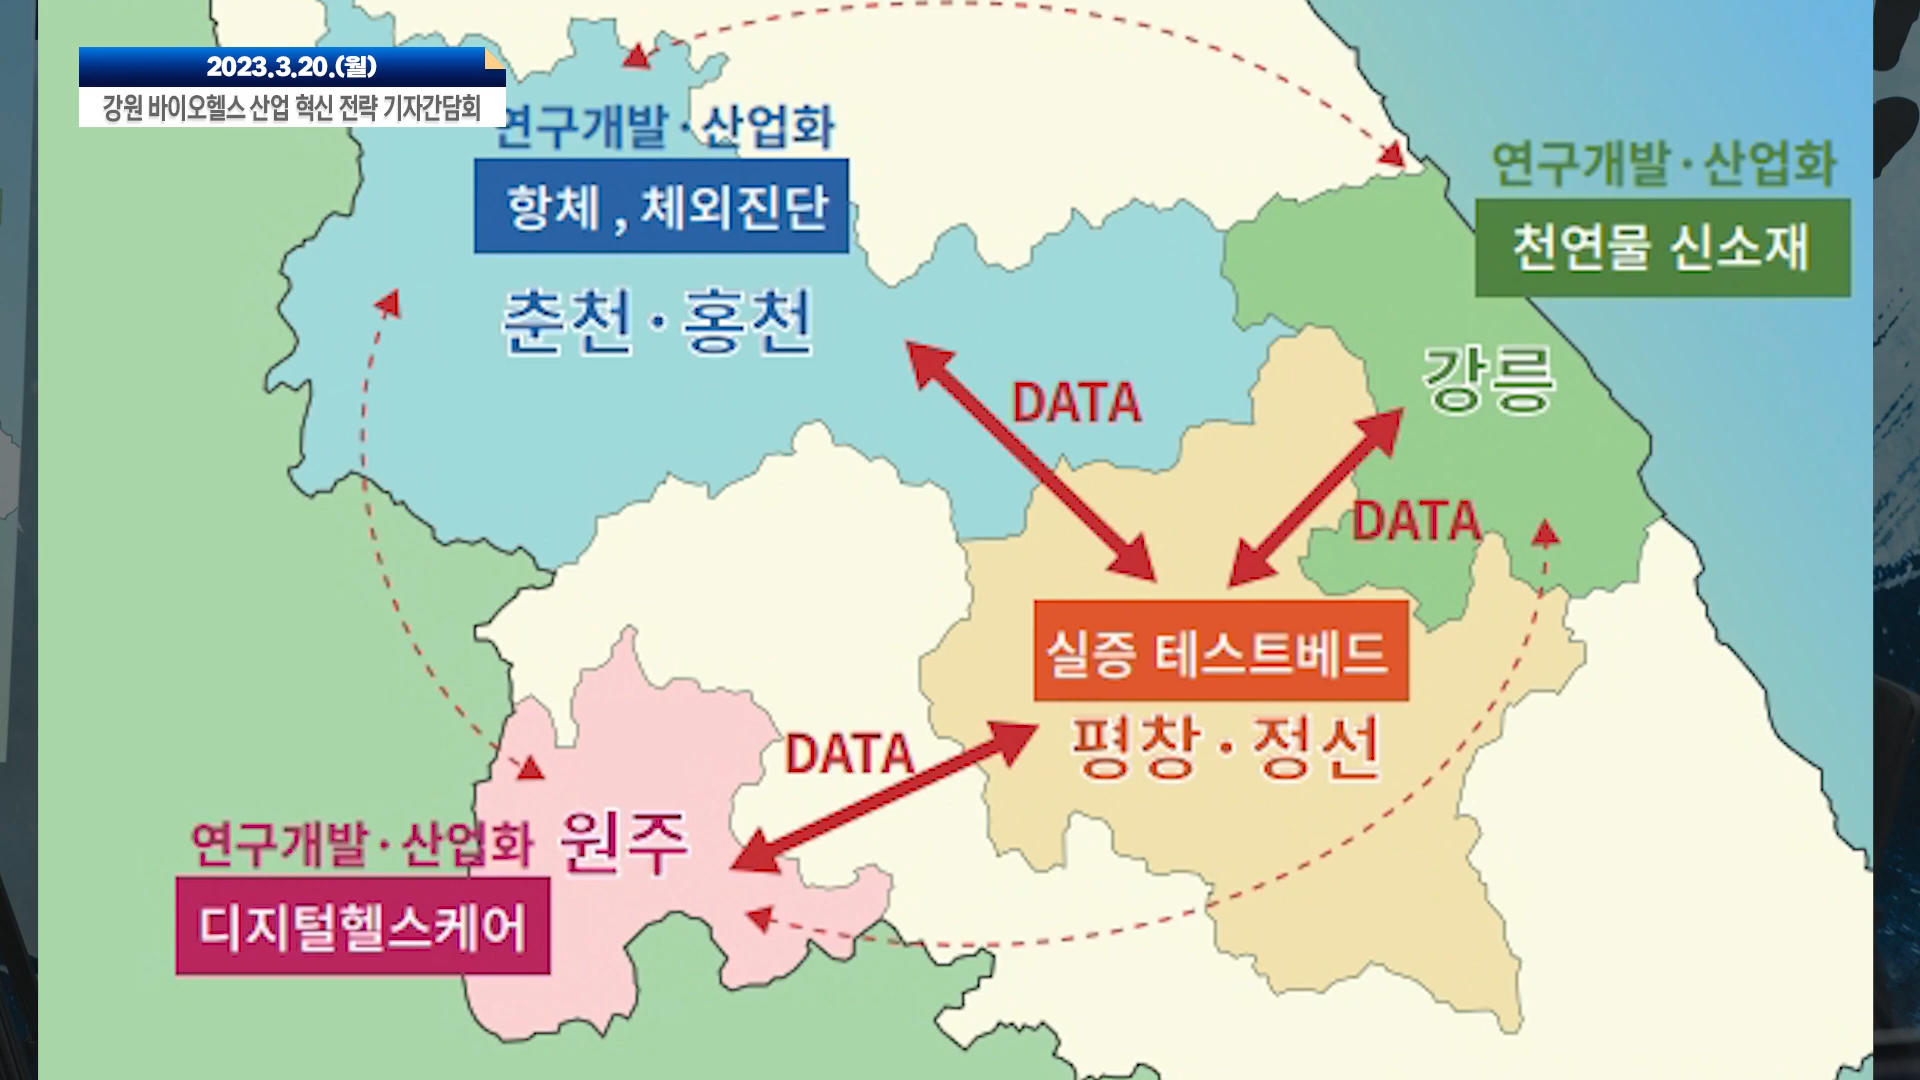 2023.3.20.(월)
강원 바이오헬스 산업 혁신 전략 기자간담회
연구개발·산업화
항체, 체외진단
춘천·홍천
연구개발·산업화
천연물 신소재
강릉
DATA
DATA
실증 테스트베드
평창·정선
DATA
원주
연구개발·산업화
디지털헬스케어